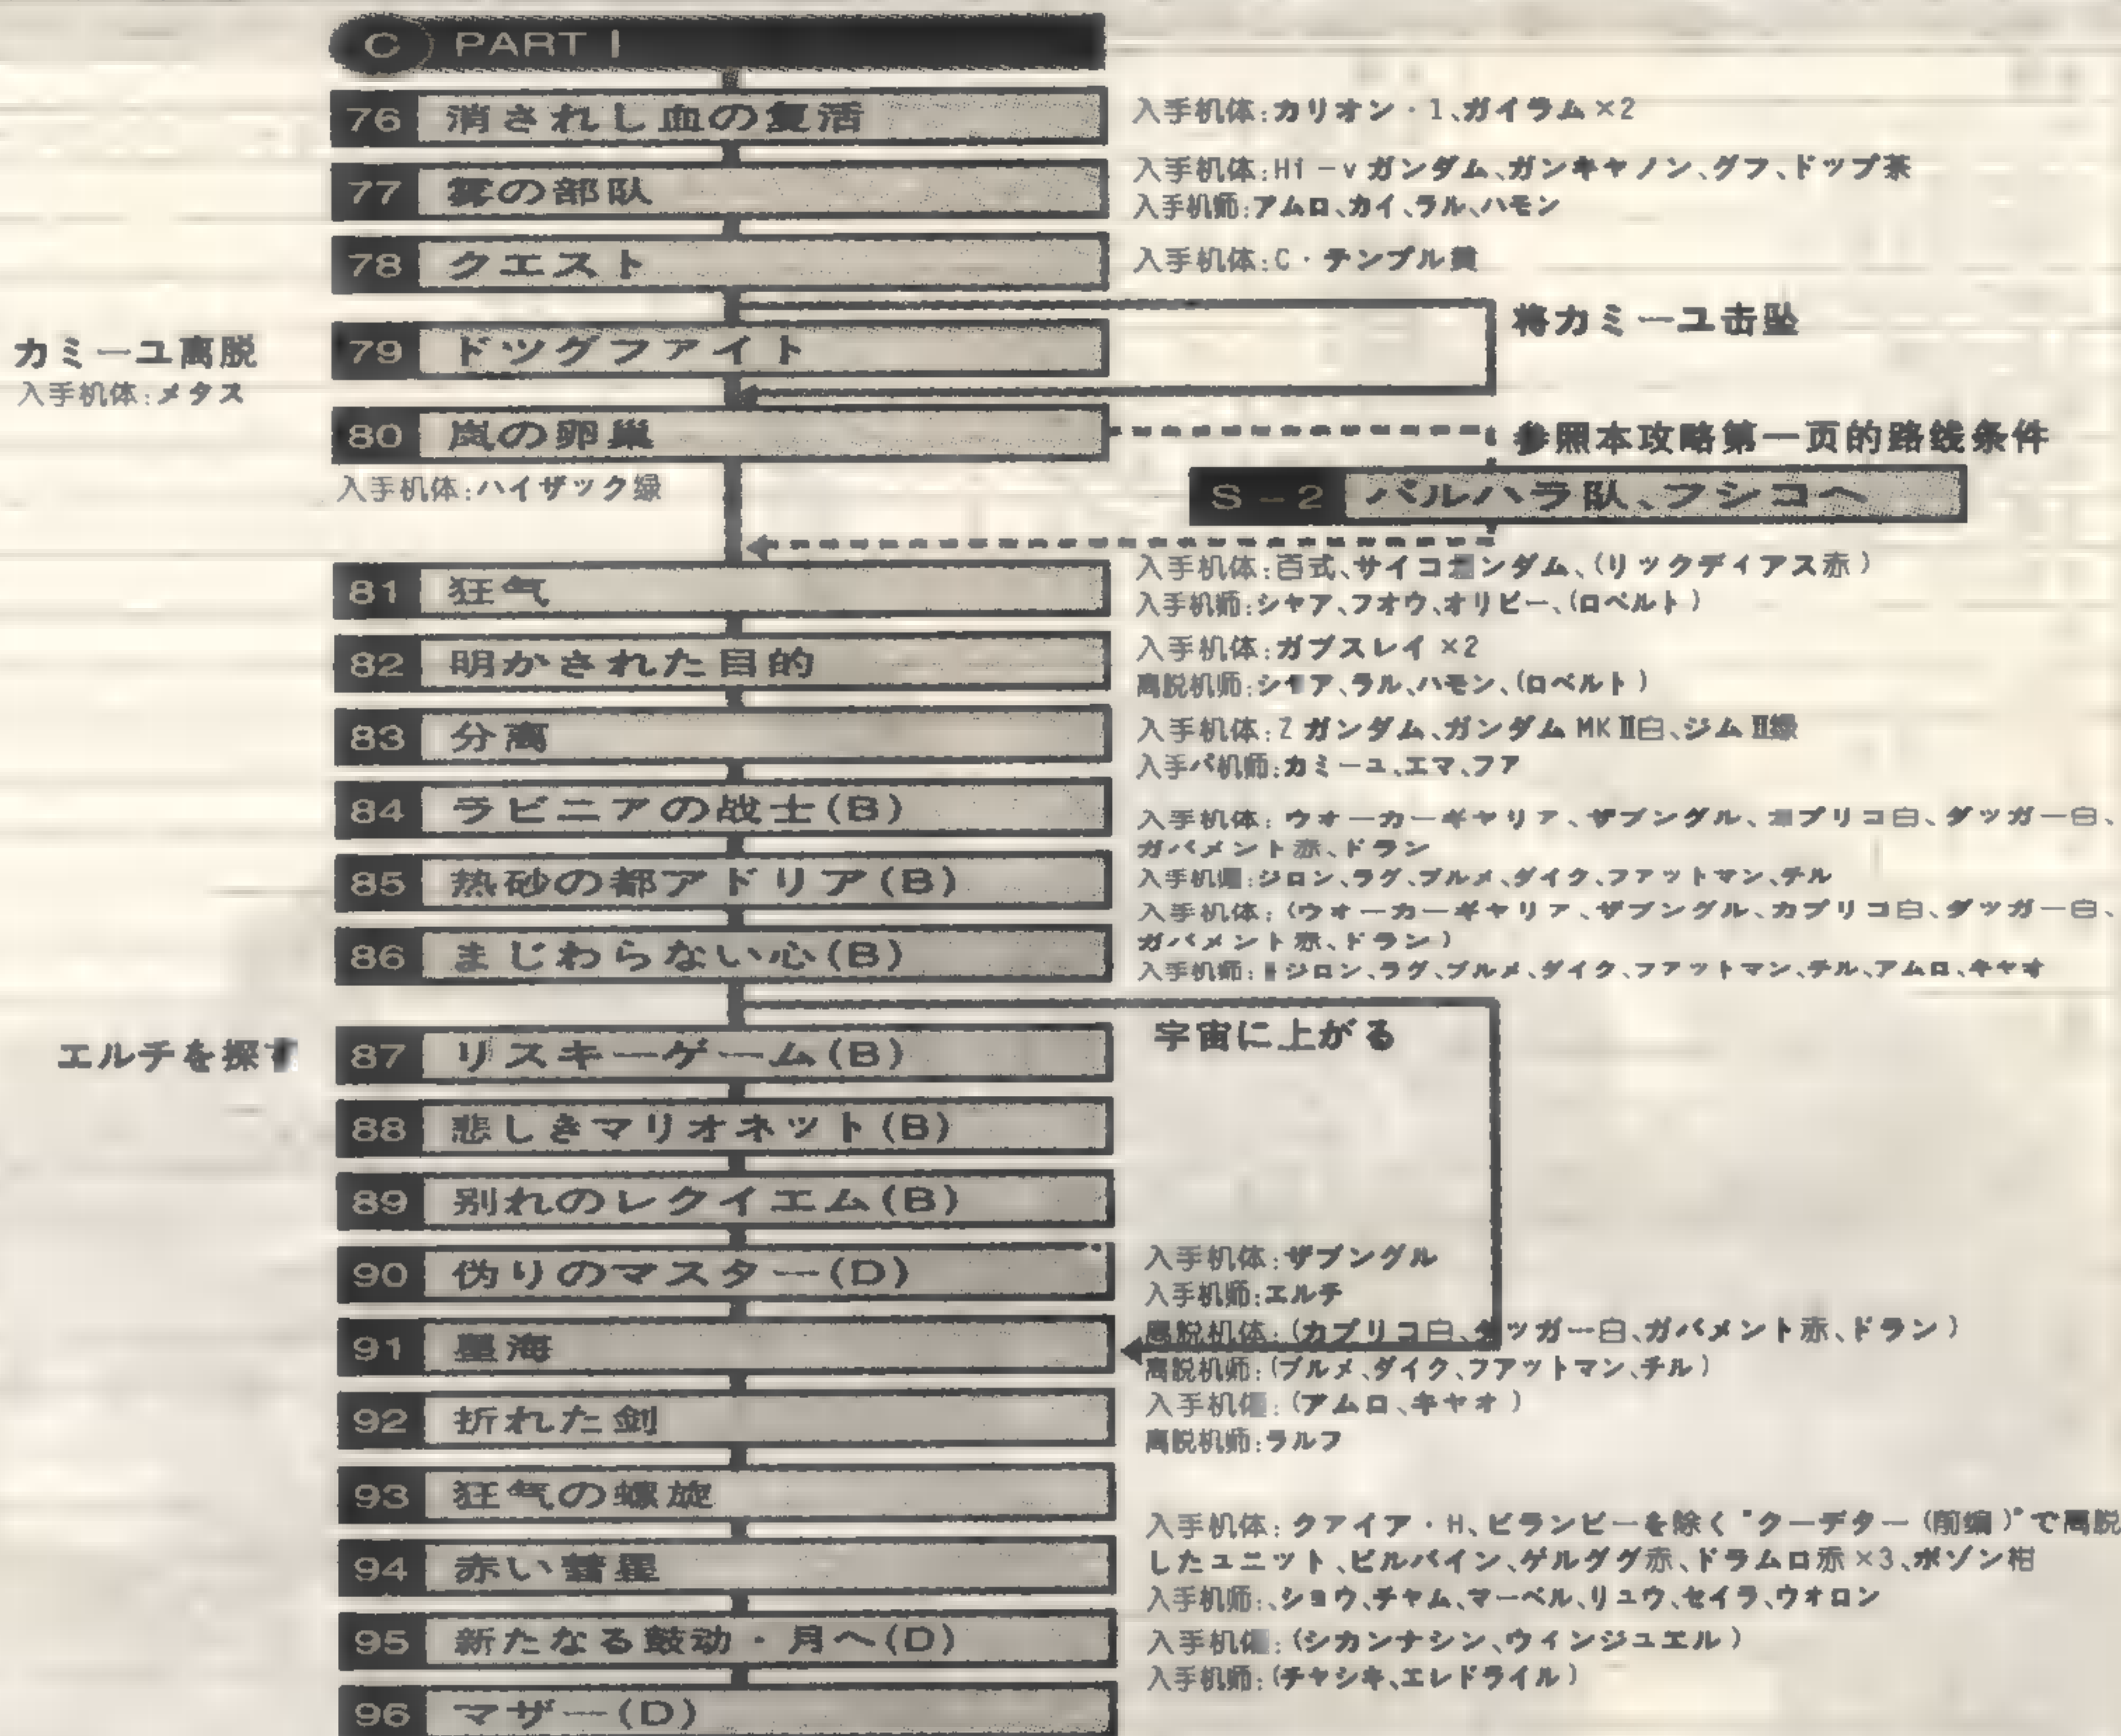 C PART I
76 消されし血の复活
入手机体:カリオン・1、ガイラム×2
77 の部队
入手机体:Hi-vガンダム、ガンキヤノン、グフ、ドップ茶
入手机师:アムロ、カイ、ラル、ハモン
78 クエスト
入手机体:C・テンプル黄
将カミーユ击坠
カミーユ离脱
入手机体:メタス
79 ドツグファイト
80 岚の卵巢
参照本攻略第一页的路线条件
入手机体:ハイザック绿
S-2 バルハラ队、フシコへ
81 狂气
入手机体:百式、サイコンダム、(リックディアス赤)
入手机师:シヤア、フオウ、オリビー、(ロベルト)
82 明かされた目的
入手机体:ガブスレイ×2
离脱机师:シア、ラル、ハモン、(ロベルト)
83 分离
入手机体:Zガンダム、ガンダムMKⅡ白、ジムⅡ绿
入手パ机师:カミーユ、エマ、フア
84 ラビニアの战士(B)
入手机体:ウォーカーギャリア、ザブングル、プリコ白、ダッガー白、
ガバメント赤、ドラン
85 热砂の都アドリア(B)
入手机:ジロン、ラグ、ブルメ、ダイク、ファットマン、チル
入手机体:(ウォーカーギャリア、ザブングル、カプリコ白、ダッガー白、
ガバメント赤、ドラン)
86 まじわらない心(B)
入手机师:ジロン、ラグ、ブルメ、ダイク、ファットマン、チル、アムロ、キヤオ
宇宙に上がる
エルチを探す
87 リスキーゲーム(B)
88 悲しきマリオネット(B)
89 别れのレクイエム(B)
90 伪りのマスター(D)
入手机体:ザブングル
入手机师:エルチ
91 星海
离脱机体:(カプリコ白、ダッガー白、ガバメント赤、ドラン)
离脱机师:(ブルメ、ダイク、フアットマン、チル)
92 折れた剑
入手机:(アムロ、キヤオ)
离脱机师:ラルフ
93 狂气の螺旋
94 赤い彗星
入手机体:クァイア・H、ビランビーを除く"クーデター(前编)"で离脱
したユニット、ビルバイン、ゲルググ赤、ドラムロ赤×3、ボゾン柑
入手机师:、ショウ、チャム、マーベル、リュウ、セイラ、ウォロン
95 新たなる鼓动・月へ(D)
入手机:(シカンナシン、ウインジュエル)
入手机师:(チヤシキ、エレドライル)
96 マザー(D)